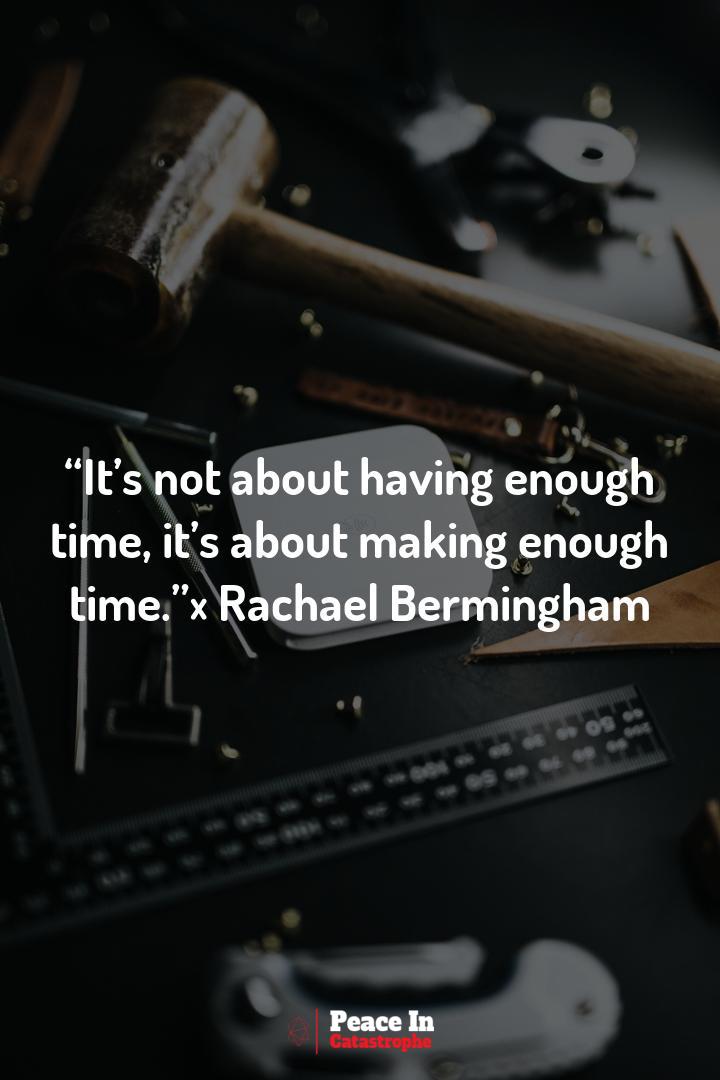 “It’s not about having enough
time, it’s about making enough
time.”x Rachael Bermingham
Peace In
Catastrophe